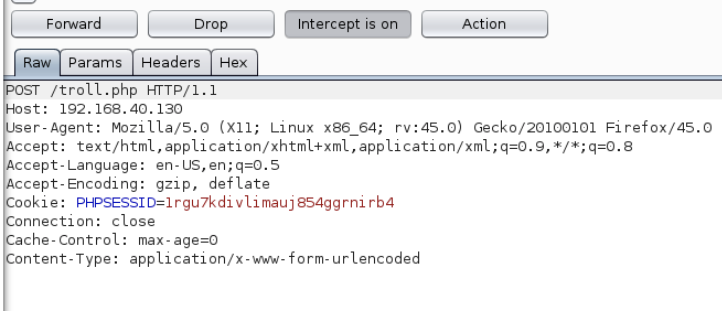 Forward Drop Intercept is on Action
Raw Params Headers Hex
POST /troll.php HTTP/1.1
Host: 192.168.40.130
User-Agent: Mozilla/5.0 (X11; Linux x86_64; rv:45.0) Gecko/20100101 Firefox/45.0
Accept: text/html,application/xhtml+xml,application/xml;q=0.9,*/*;q=0.8
Accept-Language: en-US,en;q=0.5
Accept-Encoding: gzip, deflate
Cookie: PHPSESSID=1rgu7kdivlimauj854ggrnirb4
Connection: close
Cache-Control: max-age=0
Content-Type: application/x-www-form-urlencoded